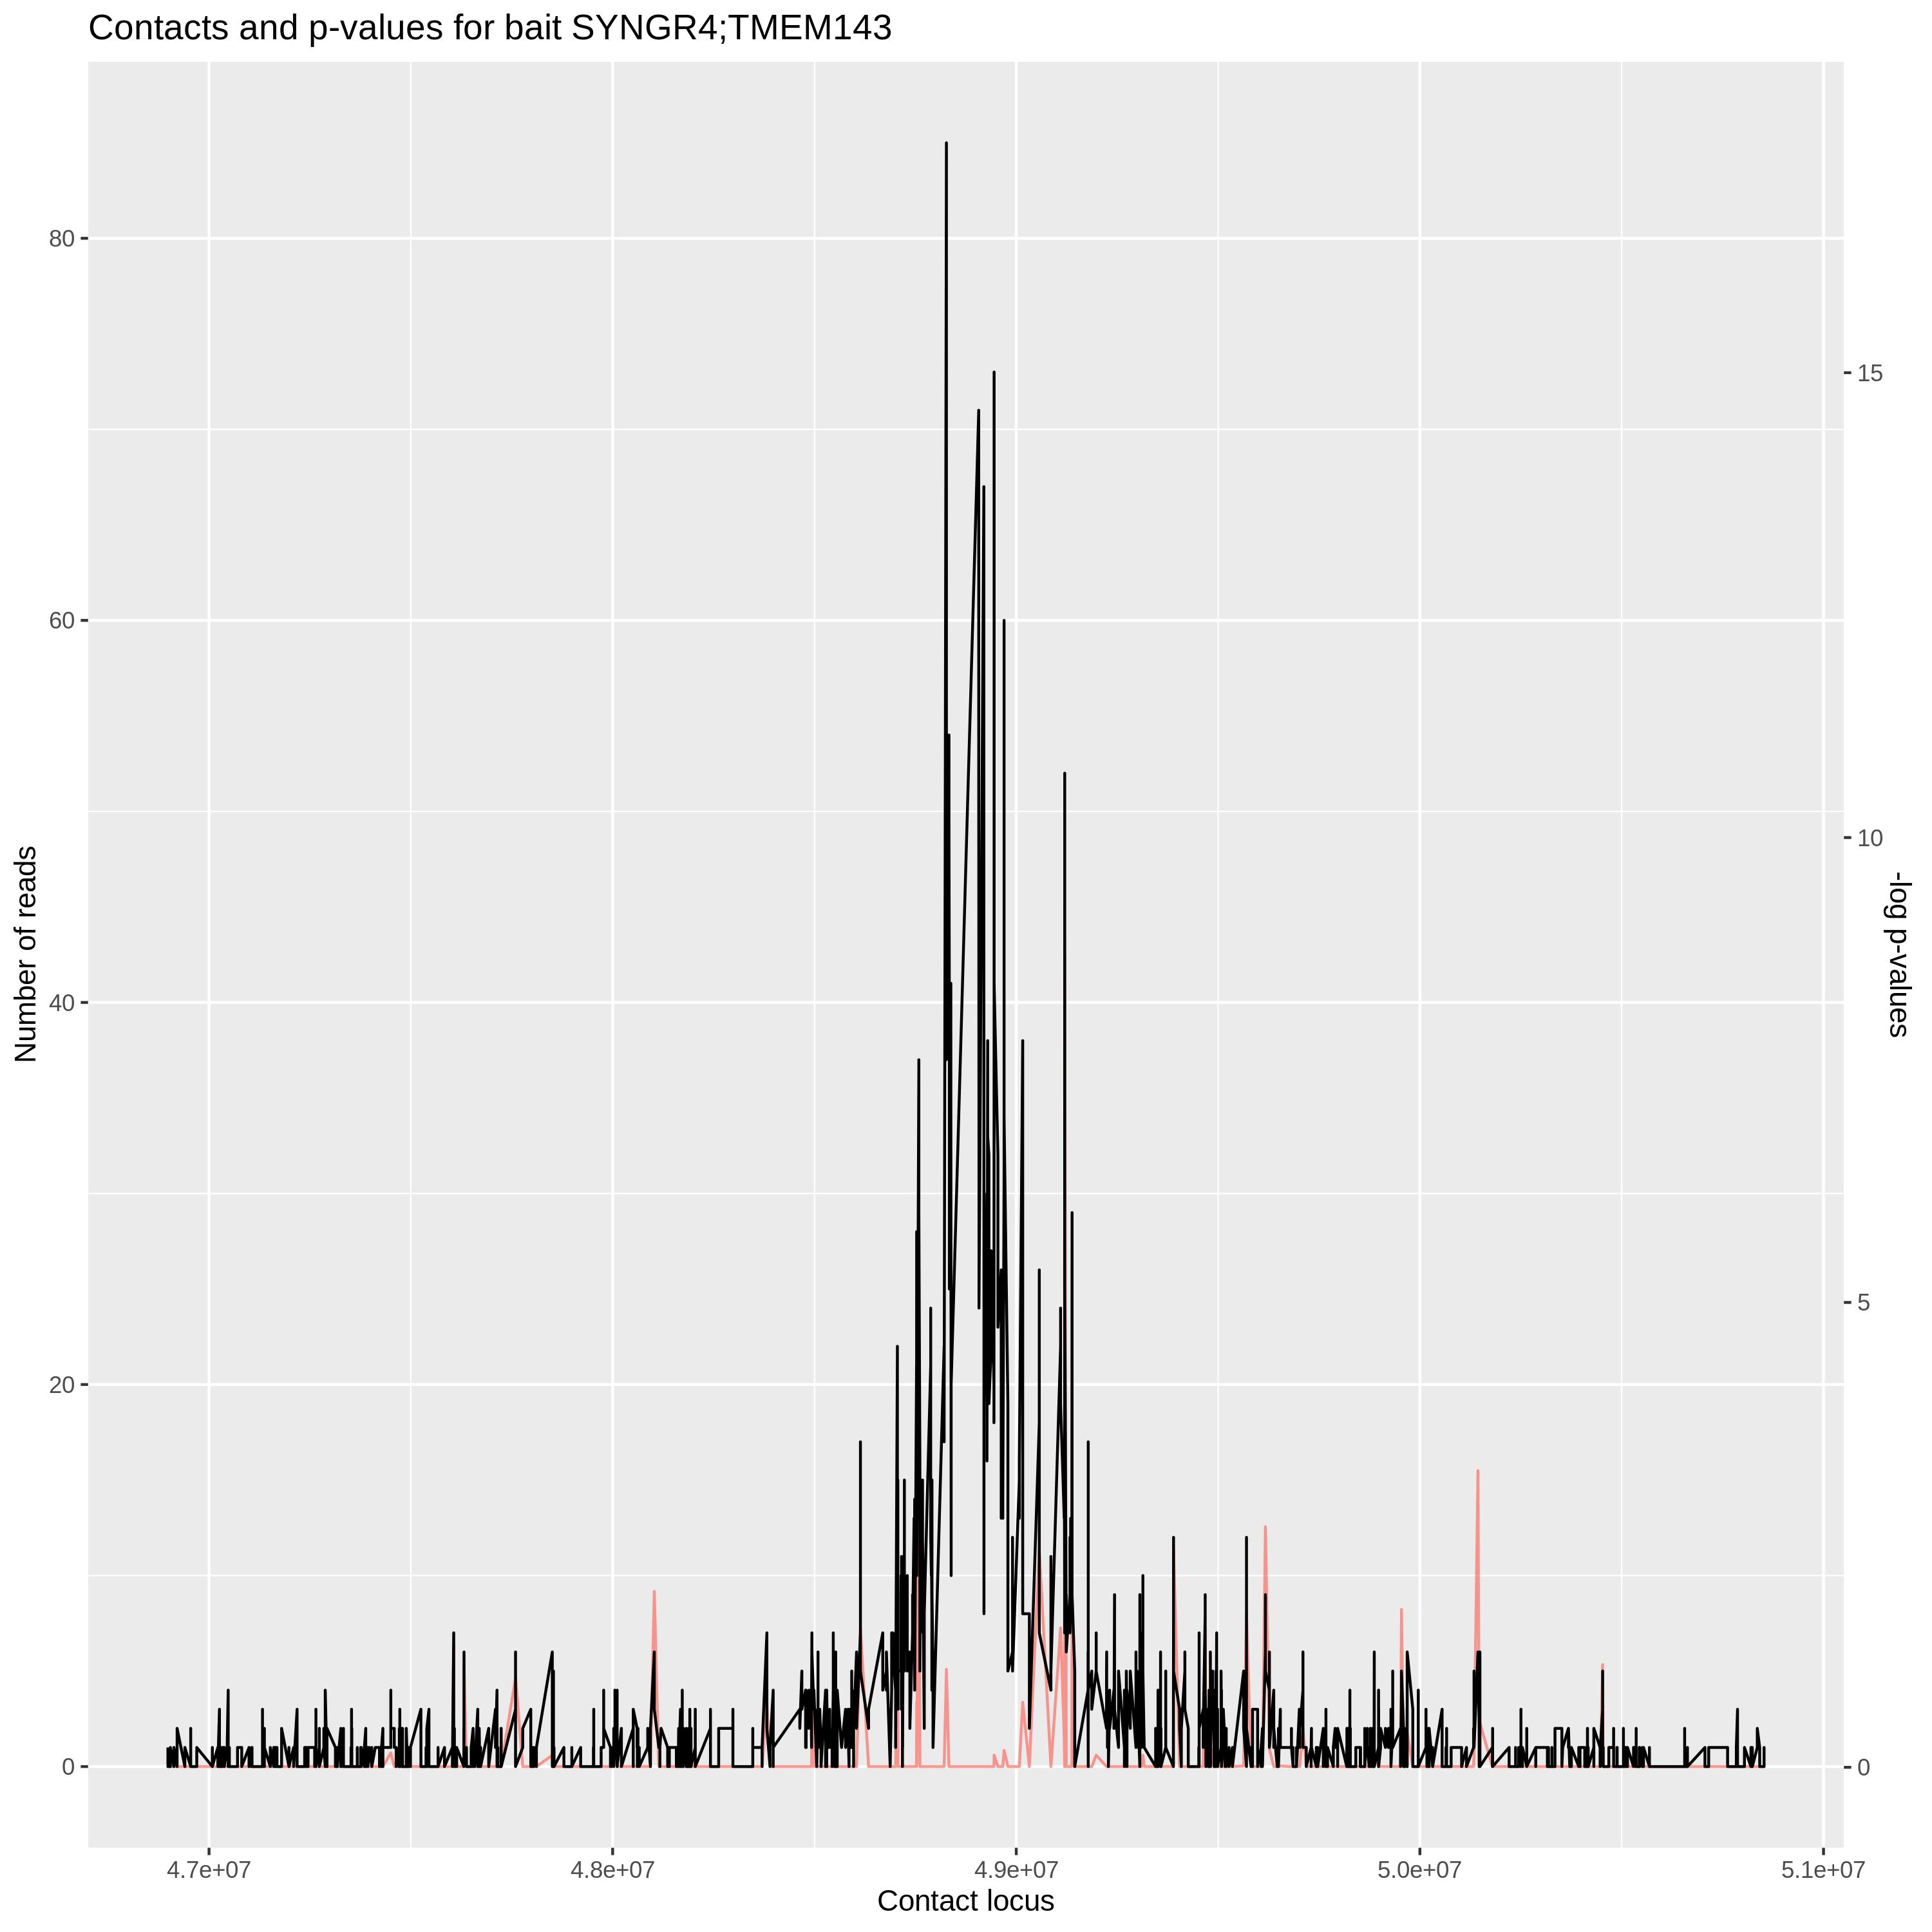 Contacts and p-values for bait SYNGR4;TMEM143
80
60
40
20
0
Number of reads
15
10
5
0
-log p-values
4.7e+07 4.8e+07 4.9e+07 5.0e+07 5.1e+07
Contact locus